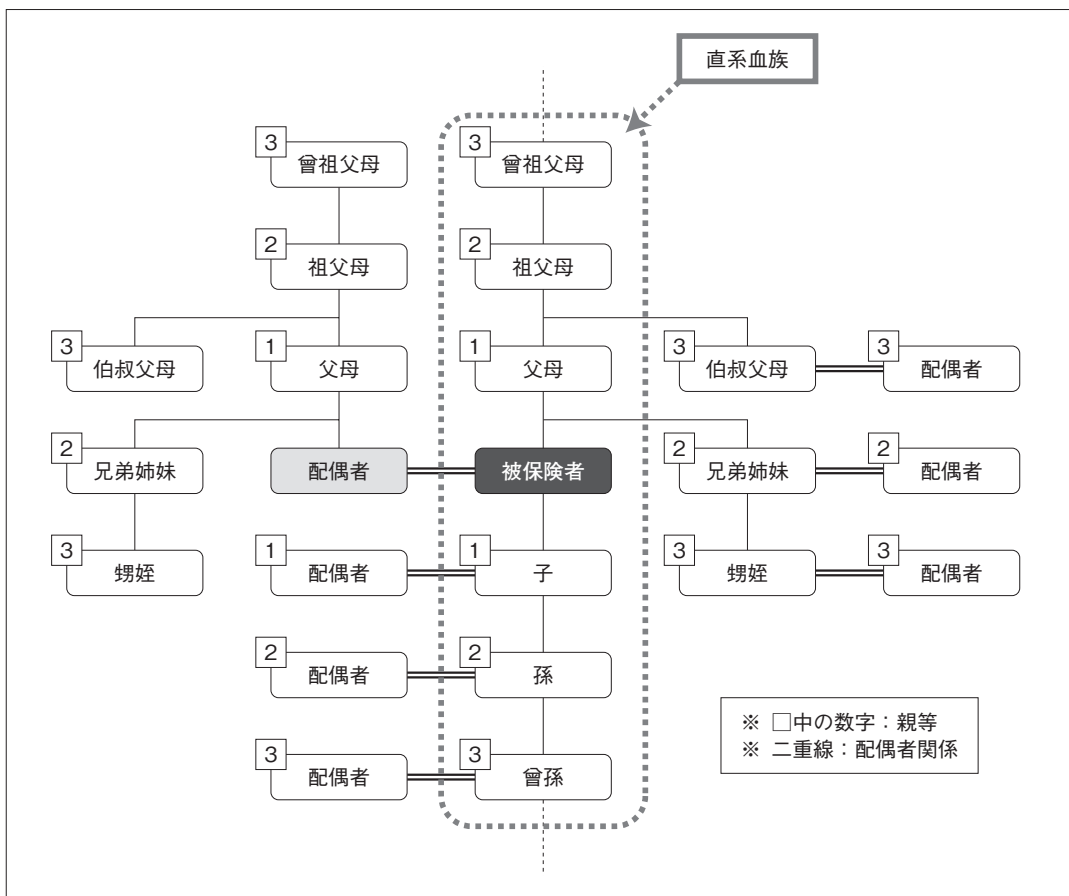 直系血族
3
曾祖父母
3
曾祖父母
2
祖父母
2
祖父母
3
伯叔父母
1
父母
1
父母
3
伯叔父母
3
配偶者
2
兄弟姉妹
配偶者
被保険者
2
兄弟姉妹
2
配偶者
3
甥姪
1
配偶者
1
子
3
甥姪
3
配偶者
2
配偶者
2
孫
3
配偶者
3
曾孫
※ □中の数字：親等
※ 二重線：配偶者関係